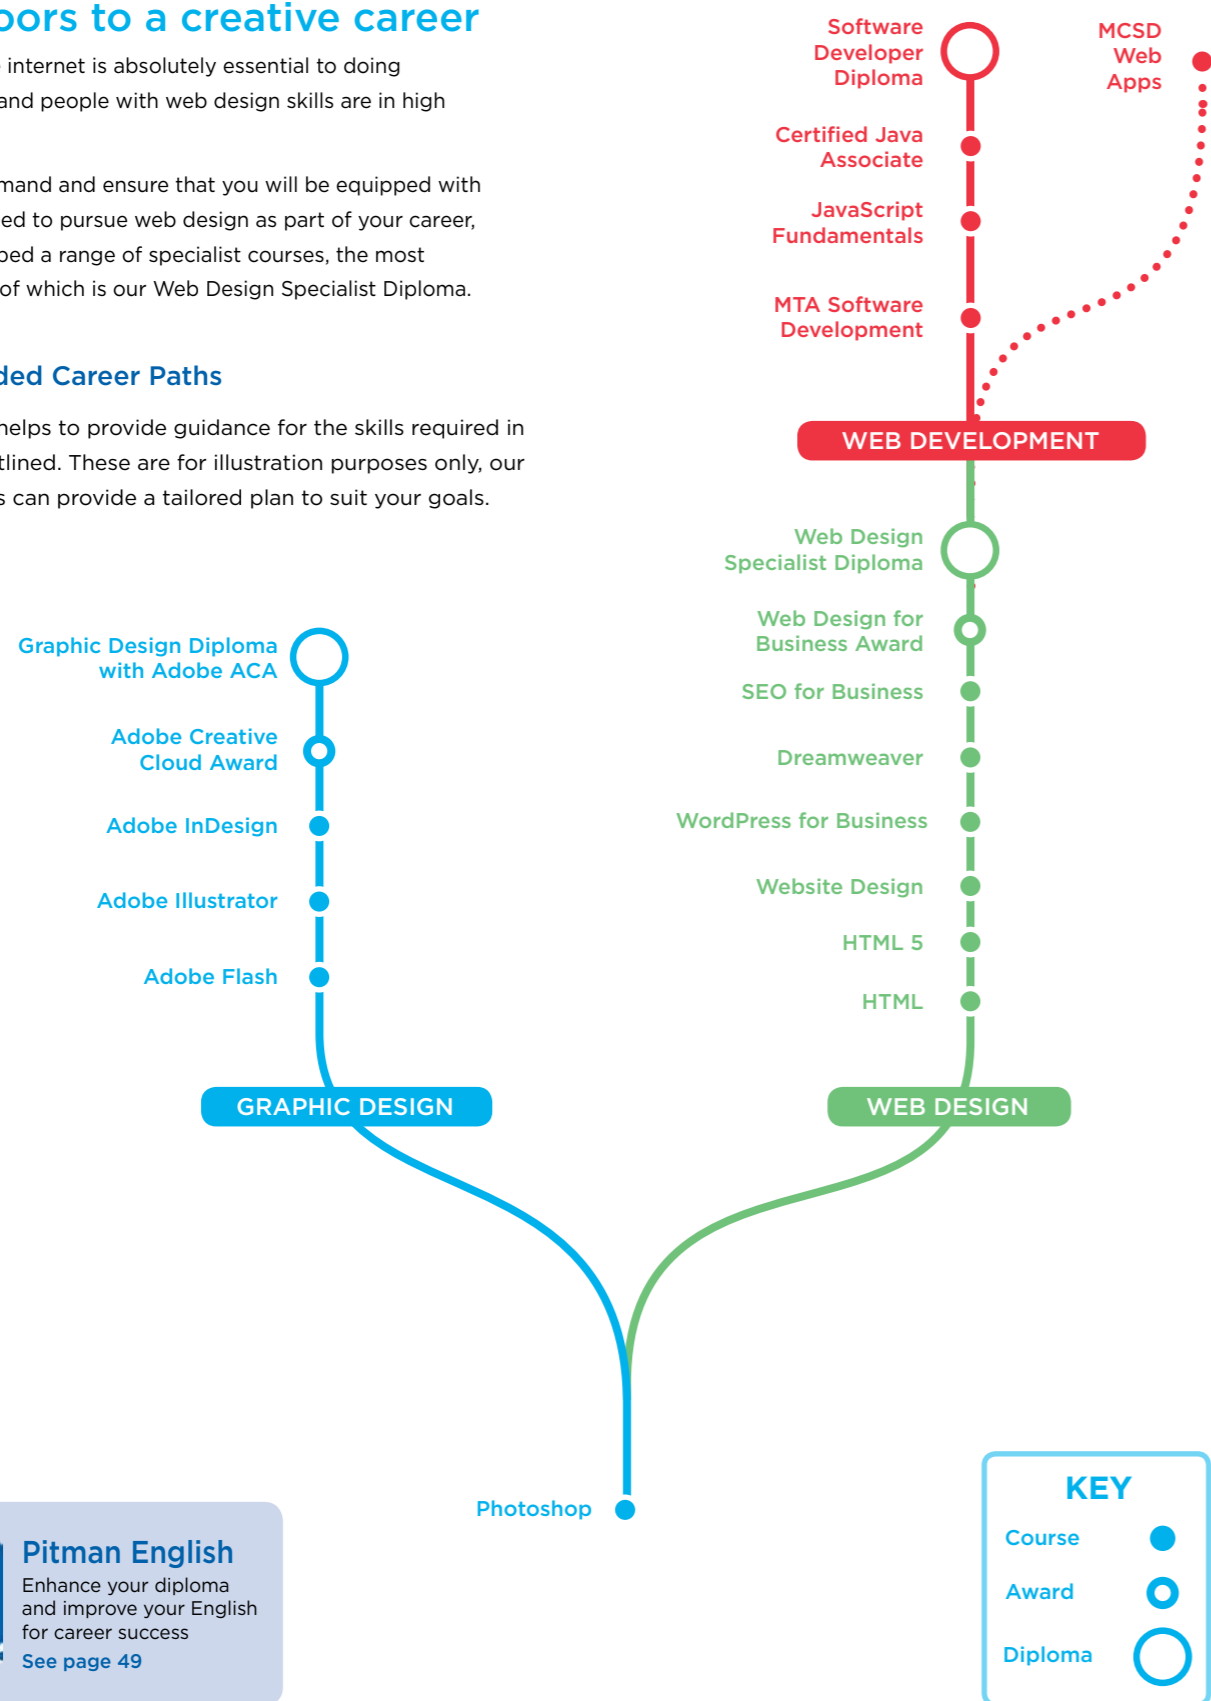 oors to a creative career
internet is absolutely essential to doing
and people with web design skills are in high
mand and ensure that you will be equipped with
ed to pursue web design as part of your career,
ped a range of specialist courses, the most
of which is our Web Design Specialist Diploma.
ded Career Paths
helps to provide guidance for the skills required in
tlined. These are for illustration purposes only, our
s can provide a tailored plan to suit your goals.
Software
Developer
Diploma
MCSD
Web
Apps
Certified Java
Associate
JavaScript
Fundamentals
MTA Software
Development
WEB DEVELOPMENT
Web Design
Specialist Diploma
Web Design for
Business Award
SEO for Business
Dreamweaver
WordPress for Business
Website Design
HTML 5
HTML
WEB DESIGN
Graphic Design Diploma
with Adobe ACA
Adobe Creative
Cloud Award
Adobe InDesign
Adobe Illustrator
Adobe Flash
GRAPHIC DESIGN
Photoshop
Pitman English
Enhance your diploma
and improve your English
for career success
See page 49
KEY
Course
Award
Diploma